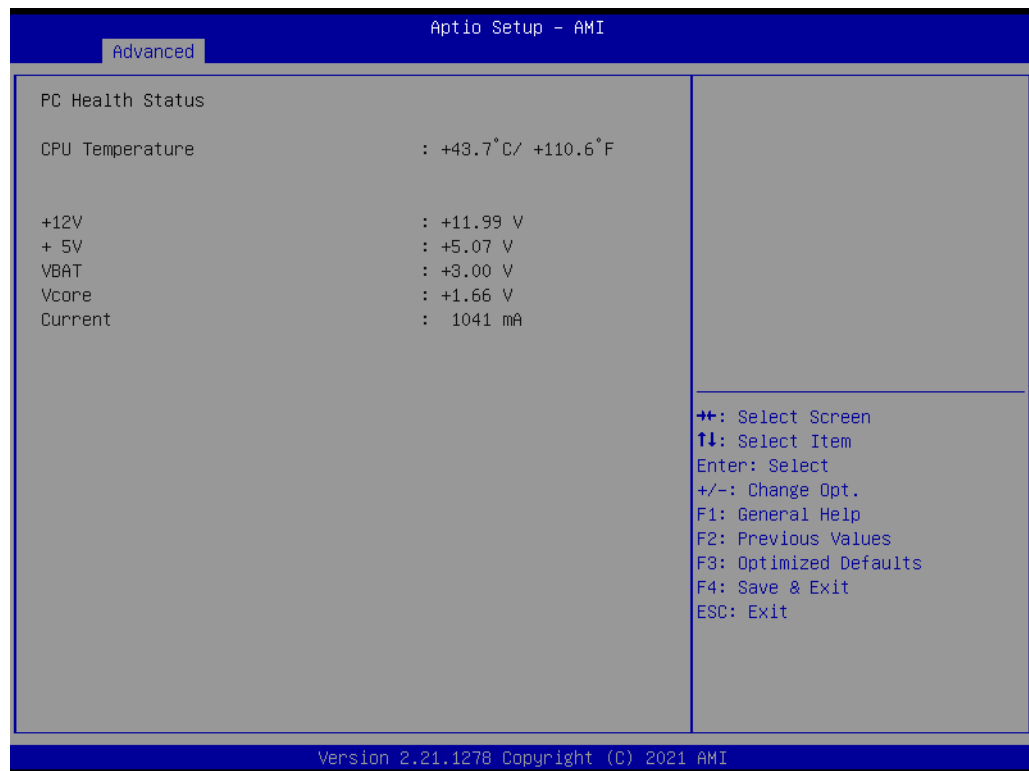 Aptio Setup – AMI
Advanced
PC Health Status
CPU Temperature : +43.7°C/ +110.6°F
+12V : +11.99 V
+ 5V : +5.07 V
VBAT : +3.00 V
Vcore : +1.66 V
Current : 1041 mA
→←: Select Screen
↑↓: Select Item
Enter: Select
+/-: Change Opt.
F1: General Help
F2: Previous Values
F3: Optimized Defaults
F4: Save & Exit
ESC: Exit
Version 2.21.1278 Copyright (C) 2021 AMI